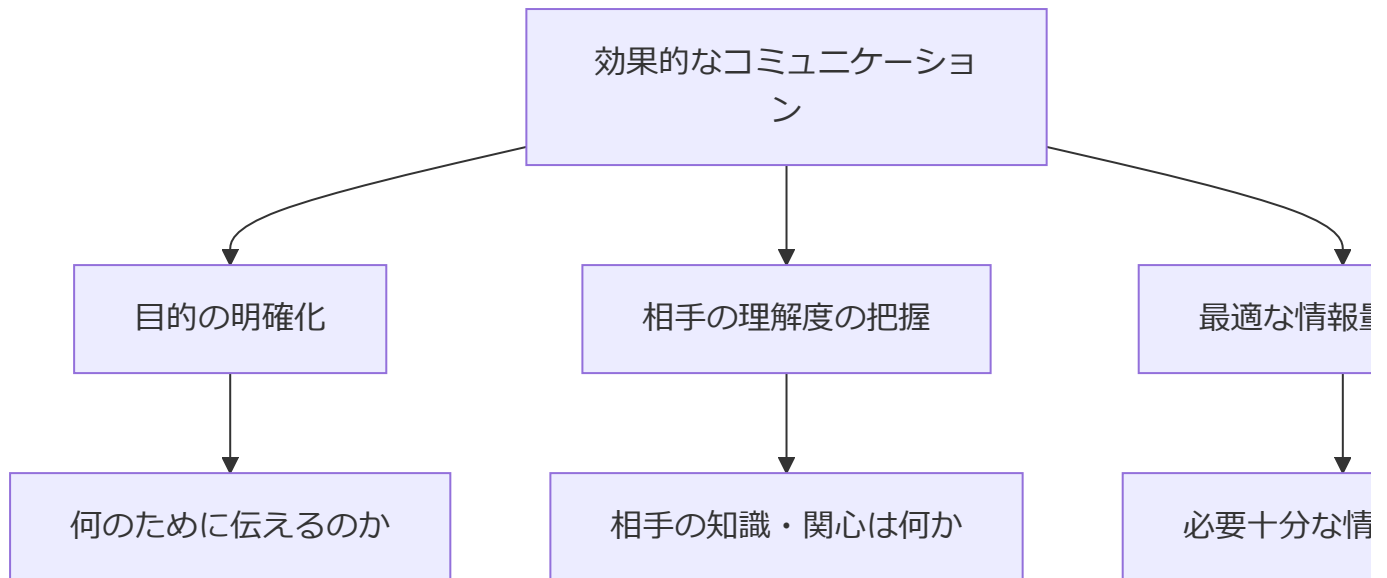 効果的なコミュニケーショ
ン
目的の明確化
相手の理解度の把握
最適な情報量
何のために伝えるのか
相手の知識・関心は何か
必要十分な情